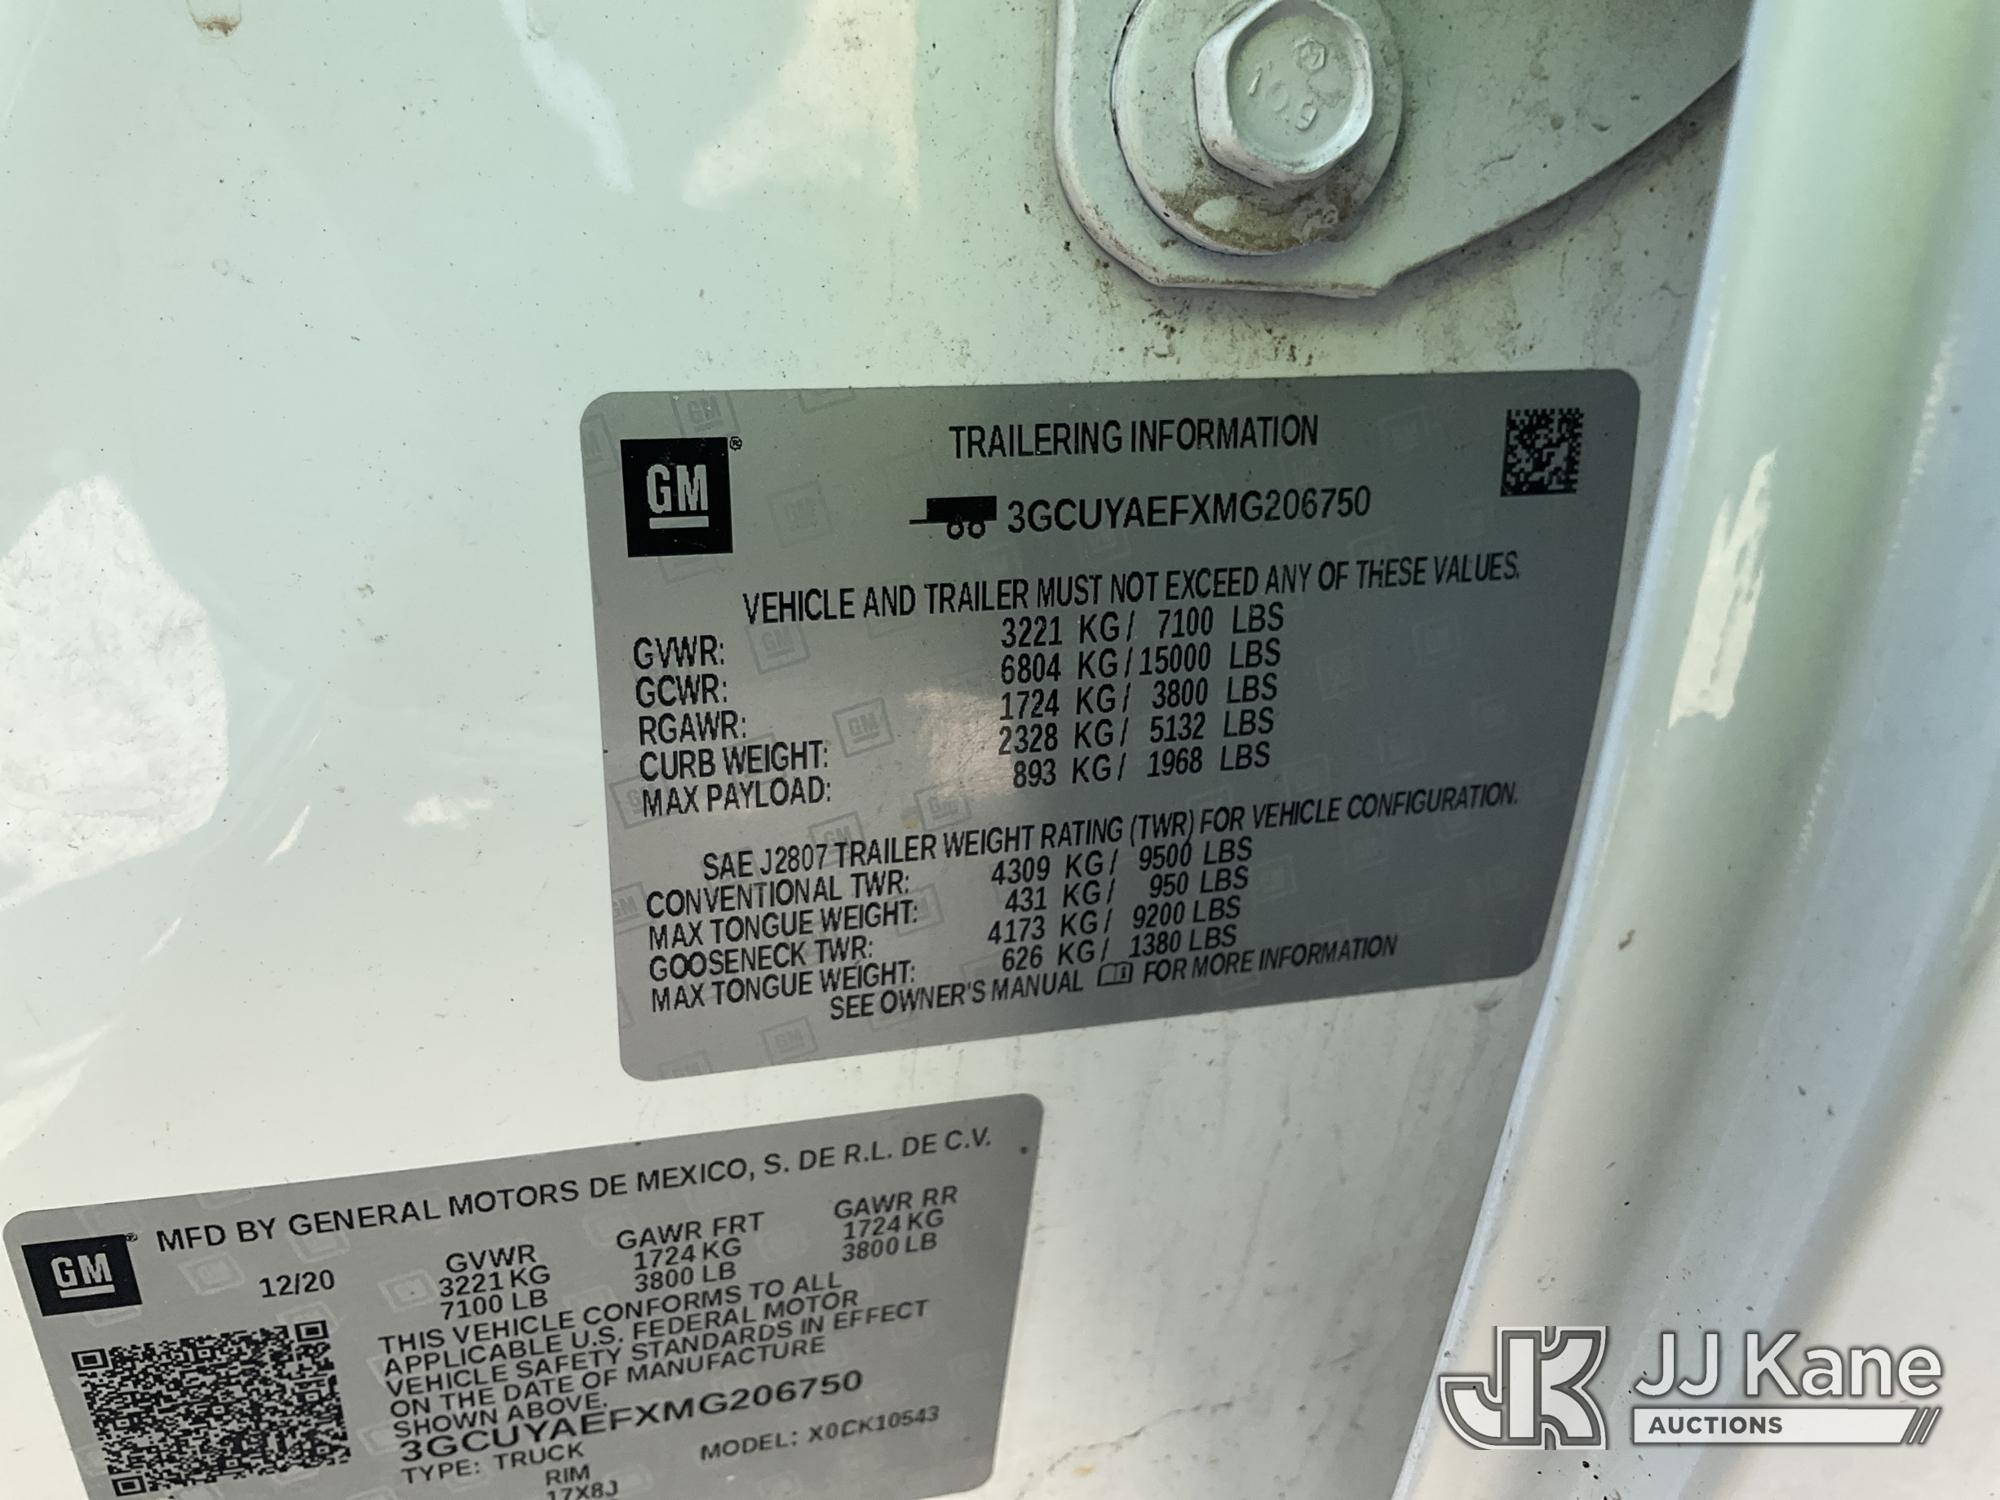 GM®
TRAILERING INFORMATION
3GCUYAEFXMG206750
VEHICLE AND TRAILER MUST NOT EXCEED ANY OF THESE VALUES.
GVWR: 3221 KG/ 7100 LBS
GCWR: 6804 KG/15000 LBS
RGAWR: 1724 KG/ 3800 LBS
CURB WEIGHT: 2328 KG/ 5132 LBS
MAX PAYLOAD: 893 KG/ 1968 LBS
SAE J2807 TRAILER WEIGHT RATING (TWR) FOR VEHICLE CONFIGURATION.
CONVENTIONAL TWR: 4309 KG/ 9500 LBS
MAX TONGUE WEIGHT: 431 KG/ 950 LBS
GOOSENECK TWR: 4173 KG/ 9200 LBS
MAX TONGUE WEIGHT: 626 KG/ 1380 LBS
SEE OWNER'S MANUAL FOR MORE INFORMATION
GM®
MFD BY GENERAL MOTORS DE MEXICO, S. DE R.L. DE C.V.
12/20 GVWR GAWR FRT GAWR RR
3221 KG 1724 KG 1724 KG
7100 LB 3800 LB 3800 LB
THIS VEHICLE CONFORMS TO ALL
APPLICABLE U.S. FEDERAL MOTOR
VEHICLE SAFETY STANDARDS IN EFFECT
ON THE DATE OF MANUFACTURE
SHOWN ABOVE.
3GCUYAEFXMG206750
TYPE: TRUCK MODEL: X0CK10543
RIM
17X8J
JJ Kane
AUCTIONS